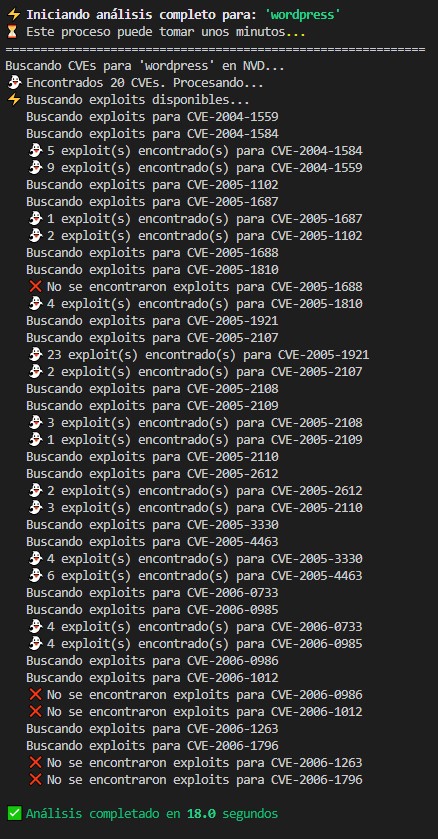 ⚡ Iniciando análisis completo para: 'wordpress'
⏳ Este proceso puede tomar unos minutos...
============================================================
Buscando CVEs para 'wordpress' en NVD...
👻 Encontrados 20 CVEs. Procesando...
⚡ Buscando exploits disponibles...
Buscando exploits para CVE-2004-1559
Buscando exploits para CVE-2004-1584
👻 5 exploit(s) encontrado(s) para CVE-2004-1584
👻 9 exploit(s) encontrado(s) para CVE-2004-1559
Buscando exploits para CVE-2005-1102
Buscando exploits para CVE-2005-1687
👻 1 exploit(s) encontrado(s) para CVE-2005-1687
👻 2 exploit(s) encontrado(s) para CVE-2005-1102
Buscando exploits para CVE-2005-1688
Buscando exploits para CVE-2005-1810
❌ No se encontraron exploits para CVE-2005-1688
👻 4 exploit(s) encontrado(s) para CVE-2005-1810
Buscando exploits para CVE-2005-1921
Buscando exploits para CVE-2005-2107
👻 23 exploit(s) encontrado(s) para CVE-2005-1921
👻 2 exploit(s) encontrado(s) para CVE-2005-2107
Buscando exploits para CVE-2005-2108
Buscando exploits para CVE-2005-2109
👻 3 exploit(s) encontrado(s) para CVE-2005-2108
👻 1 exploit(s) encontrado(s) para CVE-2005-2109
Buscando exploits para CVE-2005-2110
Buscando exploits para CVE-2005-2612
👻 2 exploit(s) encontrado(s) para CVE-2005-2612
👻 3 exploit(s) encontrado(s) para CVE-2005-2110
Buscando exploits para CVE-2005-3330
Buscando exploits para CVE-2005-4463
👻 4 exploit(s) encontrado(s) para CVE-2005-3330
👻 6 exploit(s) encontrado(s) para CVE-2005-4463
Buscando exploits para CVE-2006-0733
Buscando exploits para CVE-2006-0985
👻 4 exploit(s) encontrado(s) para CVE-2006-0733
👻 4 exploit(s) encontrado(s) para CVE-2006-0985
Buscando exploits para CVE-2006-0986
Buscando exploits para CVE-2006-1012
❌ No se encontraron exploits para CVE-2006-0986
❌ No se encontraron exploits para CVE-2006-1012
Buscando exploits para CVE-2006-1263
Buscando exploits para CVE-2006-1796
❌ No se encontraron exploits para CVE-2006-1263
❌ No se encontraron exploits para CVE-2006-1796
✅ Análisis completado en 18.0 segundos